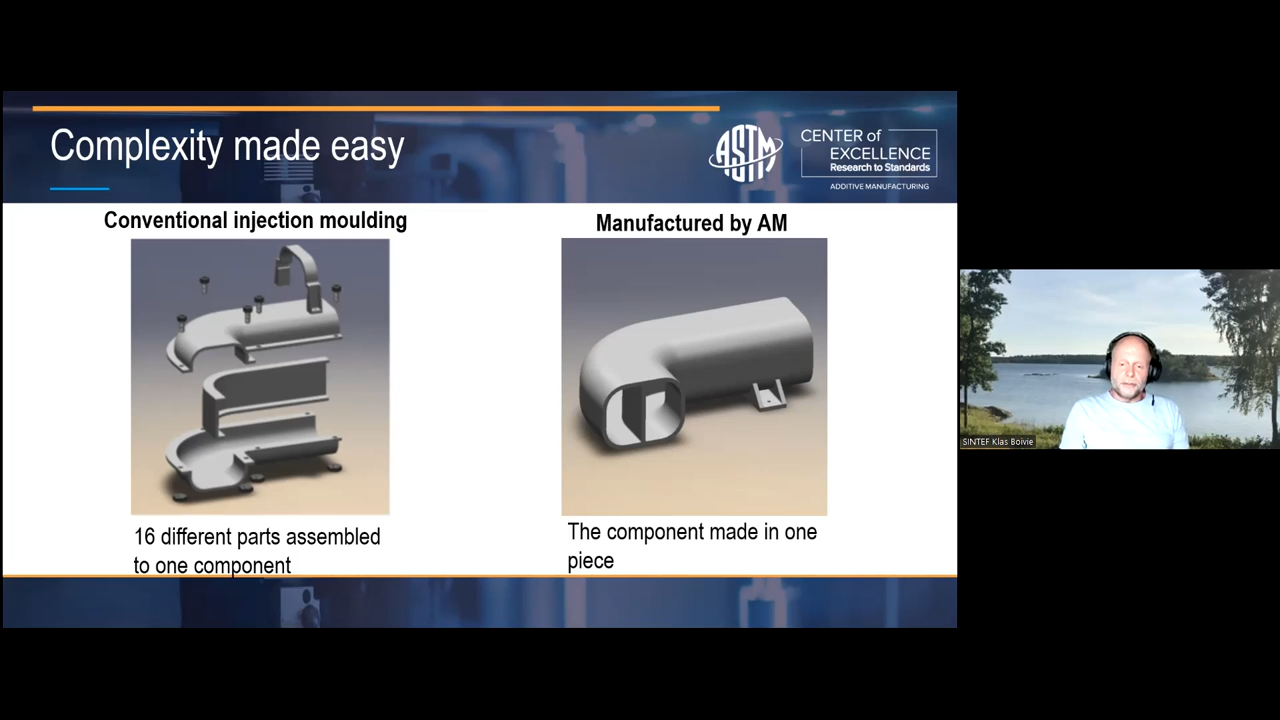 Complexity made easy
ASTM
CENTER of
EXCELLENCE
Research to Standards
ADDITIVE MANUFACTURING
Conventional injection moulding
Manufactured by AM
16 different parts assembled
to one component
The component made in one
piece
SINTEF Klas Boivie